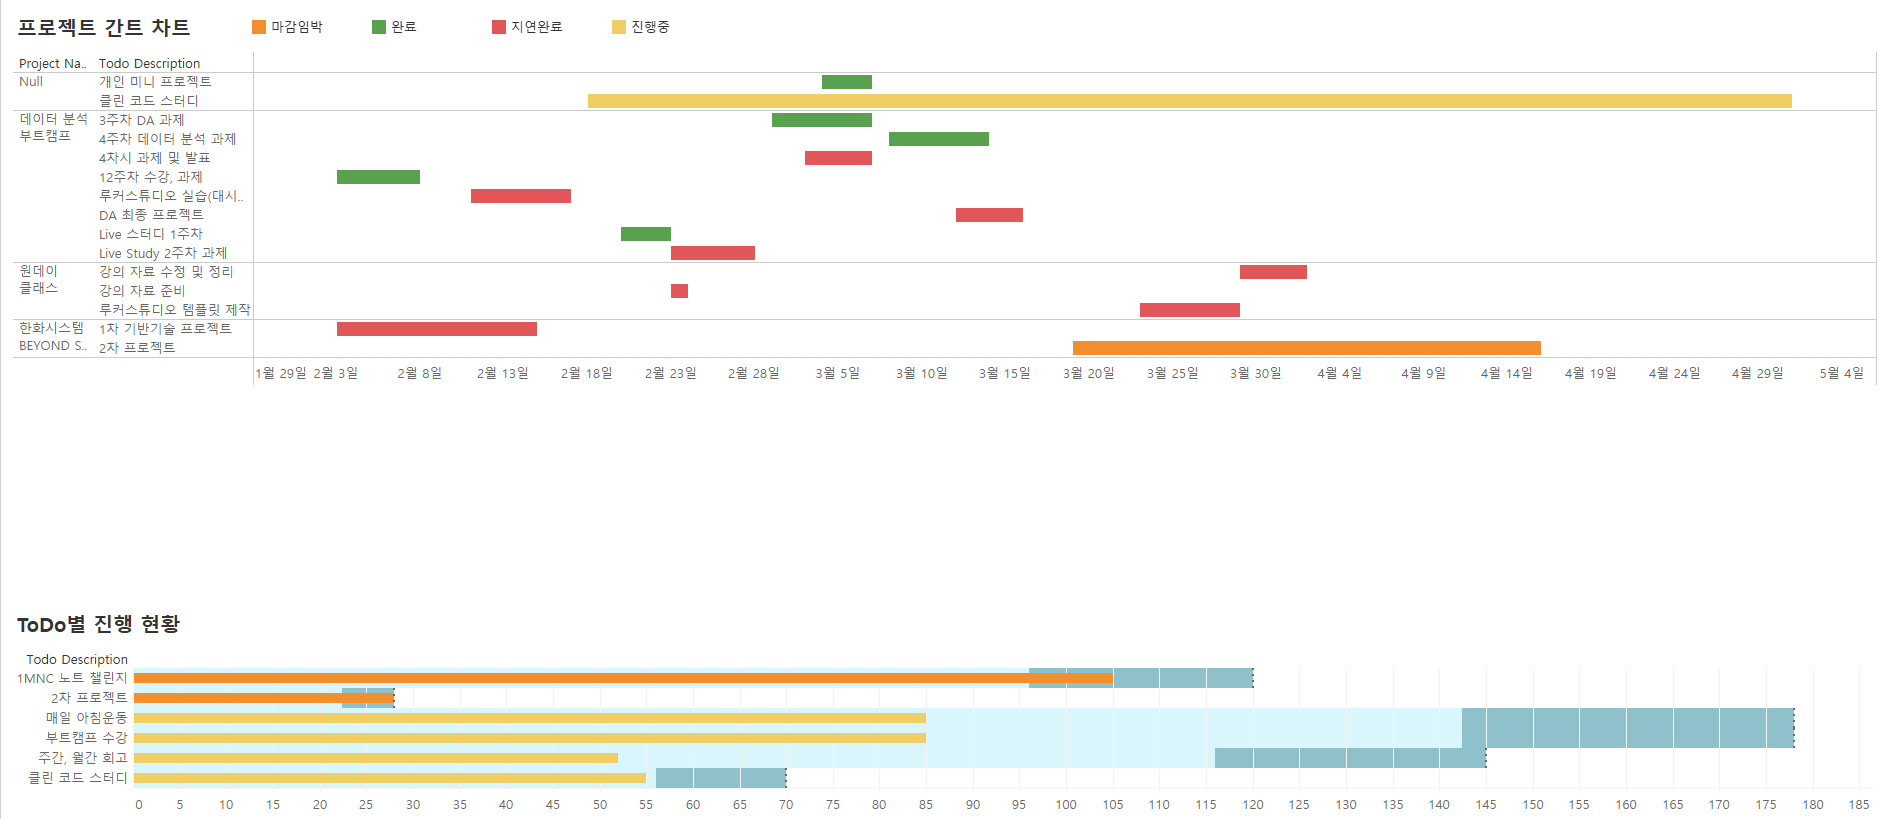 프로젝트 간트 차트
마감임박 완료 지연완료 진행중
Project Na.. Todo Description
Null 개인 미니 프로젝트
클린 코드 스터디
데이터 분석 3주차 DA 과제
부트캠프 4주차 데이터 분석 과제
4차시 과제 및 발표
12주차 수강, 과제
루커스튜디오 실습(대시..
DA 최종 프로젝트
Live 스터디 1주차
Live Study 2주차 과제
원데이 강의 자료 수정 및 정리
클래스 강의 자료 준비
루커스튜디오 템플릿 제작
한화시스템 1차 기반기술 프로젝트
BEYOND S.. 2차 프로젝트
1월 29일 2월 3일 2월 8일 2월 13일 2월 18일 2월 23일 2월 28일 3월 5일 3월 10일 3월 15일 3월 20일 3월 25일 3월 30일 4월 4일 4월 9일 4월 14일 4월 19일 4월 24일 4월 29일 5월 4일
ToDo별 진행 현황
Todo Description
1MNC 노트 챌린지
2차 프로젝트
매일 아침운동
부트캠프 수강
주간, 월간 회고
클린 코드 스터디
0 5 10 15 20 25 30 35 40 45 50 55 60 65 70 75 80 85 90 95 100 105 110 115 120 125 130 135 140 145 150 155 160 165 170 175 180 185